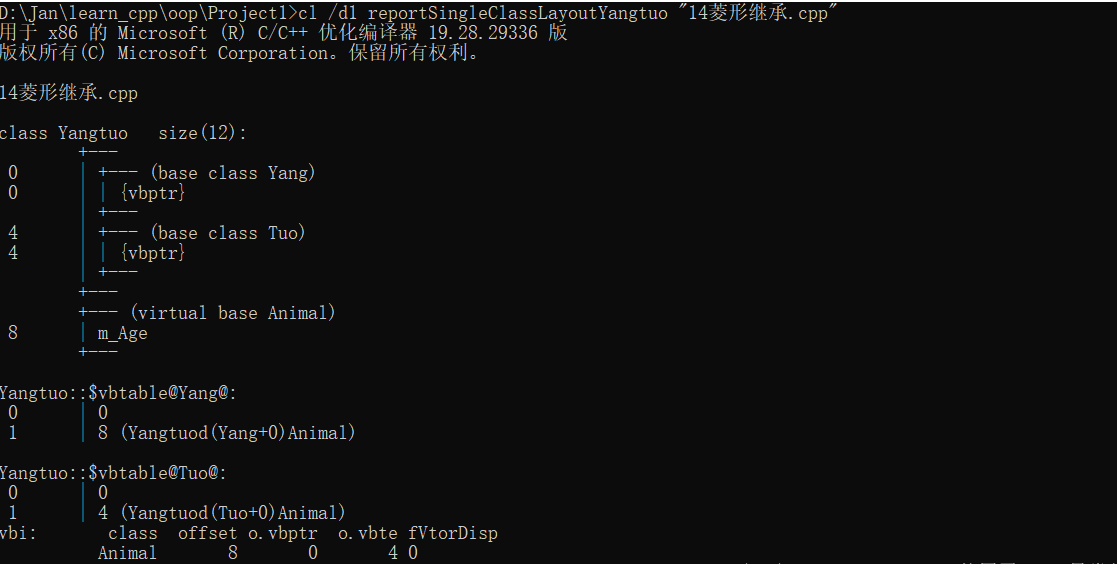 D:\Jan\learn_cpp\oop\Project1>cl /d1 reportSingleClassLayoutYangtuo "14菱形继承.cpp"
用于 x86 的 Microsoft (R) C/C++ 优化编译器 19.28.29336 版
版权所有(C) Microsoft Corporation。保留所有权利。
14菱形继承.cpp
class Yangtuo   size(12):
        +---
 0      | +--- (base class Yang)
 0      | | {vbptr}
        | +---
 4      | +--- (base class Tuo)
 4      | | {vbptr}
        | +---
        +---
        +--- (virtual base Animal)
 8      | m_Age
        +---
Yangtuo::$vbtable@Yang@:
 0      | 0
 1      | 8 (Yangtuod(Yang+0)Animal)
Yangtuo::$vbtable@Tuo@:
 0      | 0
 1      | 4 (Yangtuod(Tuo+0)Animal)
vbi:       class  offset o.vbptr  o.vbte fVtorDisp
          Animal       8       0       4 0